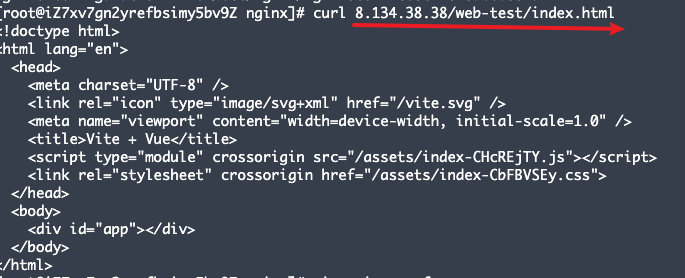 [root@iZ7xv7gn2yrefbsimy5bv9Z nginx]# curl 8.134.38.38/web-test/index.html
<!doctype html>
<html lang="en">
<head>
<meta charset="UTF-8" />
<link rel="icon" type="image/svg+xml" href="/vite.svg" />
<meta name="viewport" content="width=device-width, initial-scale=1.0" />
<title>Vite + Vue</title>
<script type="module" crossorigin src="/assets/index-CHcREjTY.js"></script>
<link rel="stylesheet" crossorigin href="/assets/index-CbFBVSEy.css">
</head>
<body>
<div id="app"></div>
</body>
</html>